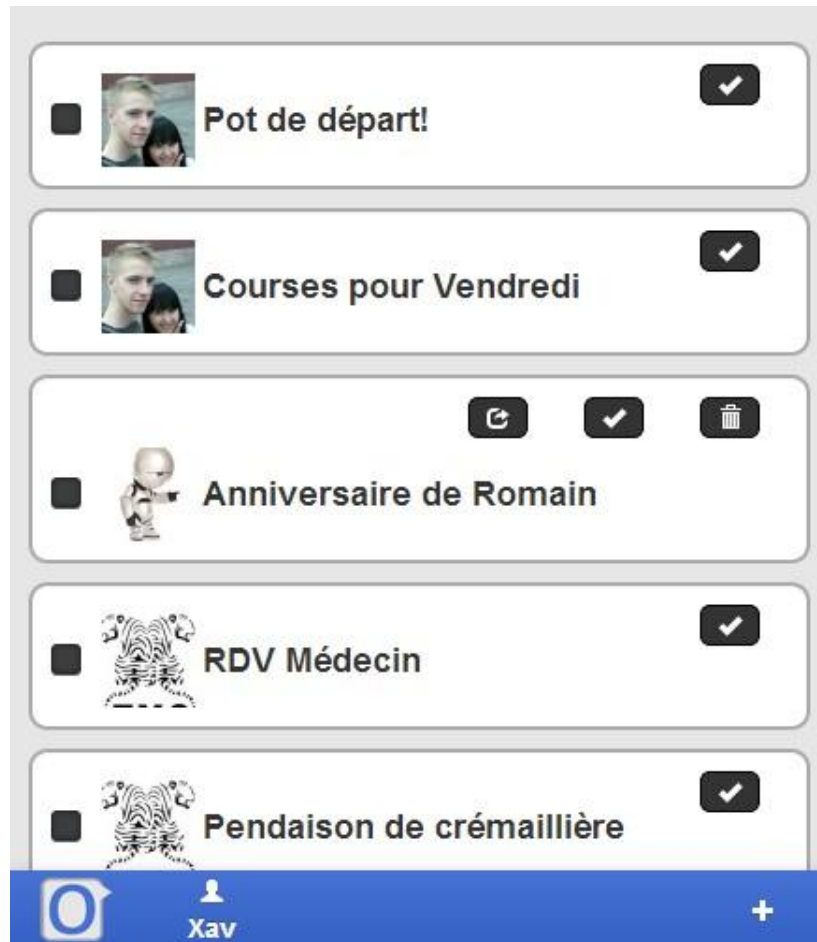 Pot de départ!
Courses pour Vendredi
Anniversaire de Romain
RDV Médecin
Pendaison de crémaillière
O
Xav